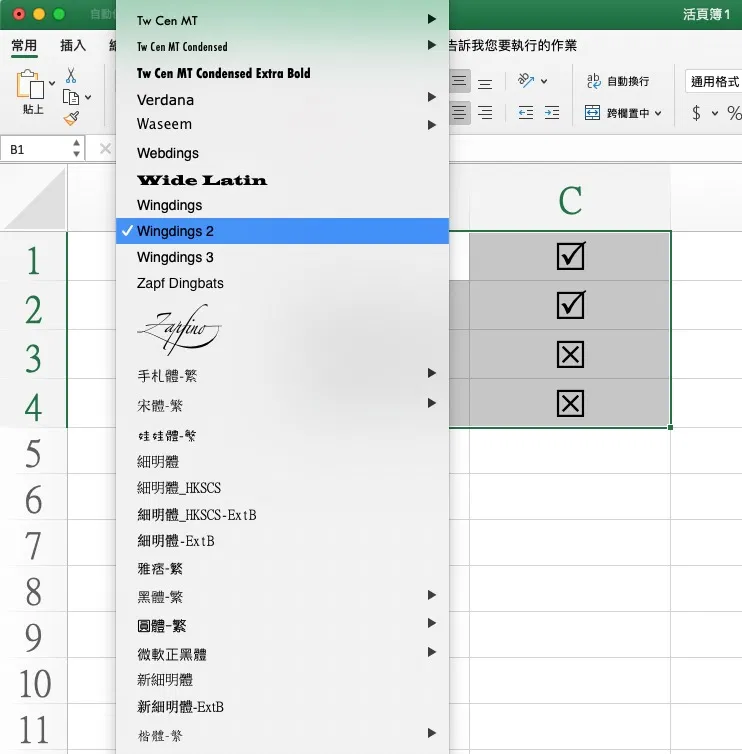 自動
活頁簿1
常用
插入
告訴我您要執行的作業
貼上
自動換行
跨欄置中
通用格式
$
%
B1
C
1
2
3
4
5
6
7
8
9
10
11
Tw Cen MT
Tw Cen MT Condensed
Tw Cen MT Condensed Extra Bold
Verdana
Waseem
Webdings
Wide Latin
Wingdings
Wingdings 2
Wingdings 3
Zapf Dingbats
Zapfino
手札體-繁
宋體-繁
娃娃體-繁
細明體
細明體_HKSCS
細明體_HKSCS-ExtB
細明體-ExtB
雅痞-繁
黑體-繁
圓體-繁
微軟正黑體
新細明體
新細明體-ExtB
楷體-繁